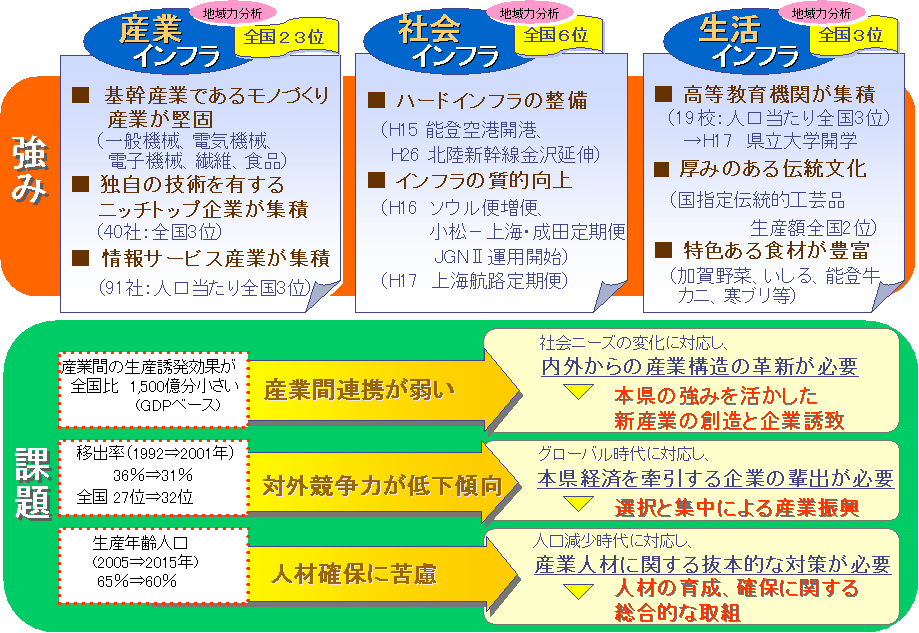 地域力分析
産業
インフラ
全国23位
地域力分析
社会
インフラ
全国6位
地域力分析
生活
インフラ
全国3位
強み
■ 基幹産業であるモノづくり
産業が堅固
(一般機械、電気機械、
電子機械、繊維、食品)
■ 独自の技術を有する
ニッチトップ企業が集積
(40社:全国3位)
■ 情報サービス産業が集積
(91社:人口当たり全国3位)
■ ハードインフラの整備
(H15 能登空港開港、
H26 北陸新幹線金沢延伸)
■ インフラの質的向上
(H16 ソウル便増便、
小松-上海・成田定期便
JGNⅡ運用開始)
(H17 上海航路定期便)
■ 高等教育機関が集積
(19校:人口当たり全国3位)
→H17 県立大学開学
■ 厚みのある伝統文化
(国指定伝統的工芸品
生産額全国2位)
■ 特色ある食材が豊富
(加賀野菜、いしる、能登牛
カニ、寒ブリ等)
課題
産業間の生産誘発効果が
全国比 1,500億分小さい
(GDPベース)
産業間連携が弱い
社会ニーズの変化に対応し、
内外からの産業構造の革新が必要
本県の強みを活かした
新産業の創造と企業誘致
移出率(1992⇒2001年)
36%⇒31%
全国 27位⇒32位
対外競争力が低下傾向
グローバル時代に対応し、
本県経済を牽引する企業の輩出が必要
選択と集中による産業振興
生産年齢人口
(2005⇒2015年)
65%⇒60%
人材確保に苦慮
人口減少時代に対応し、
産業人材に関する抜本的な対策が必要
人材の育成、確保に関する
総合的な取組